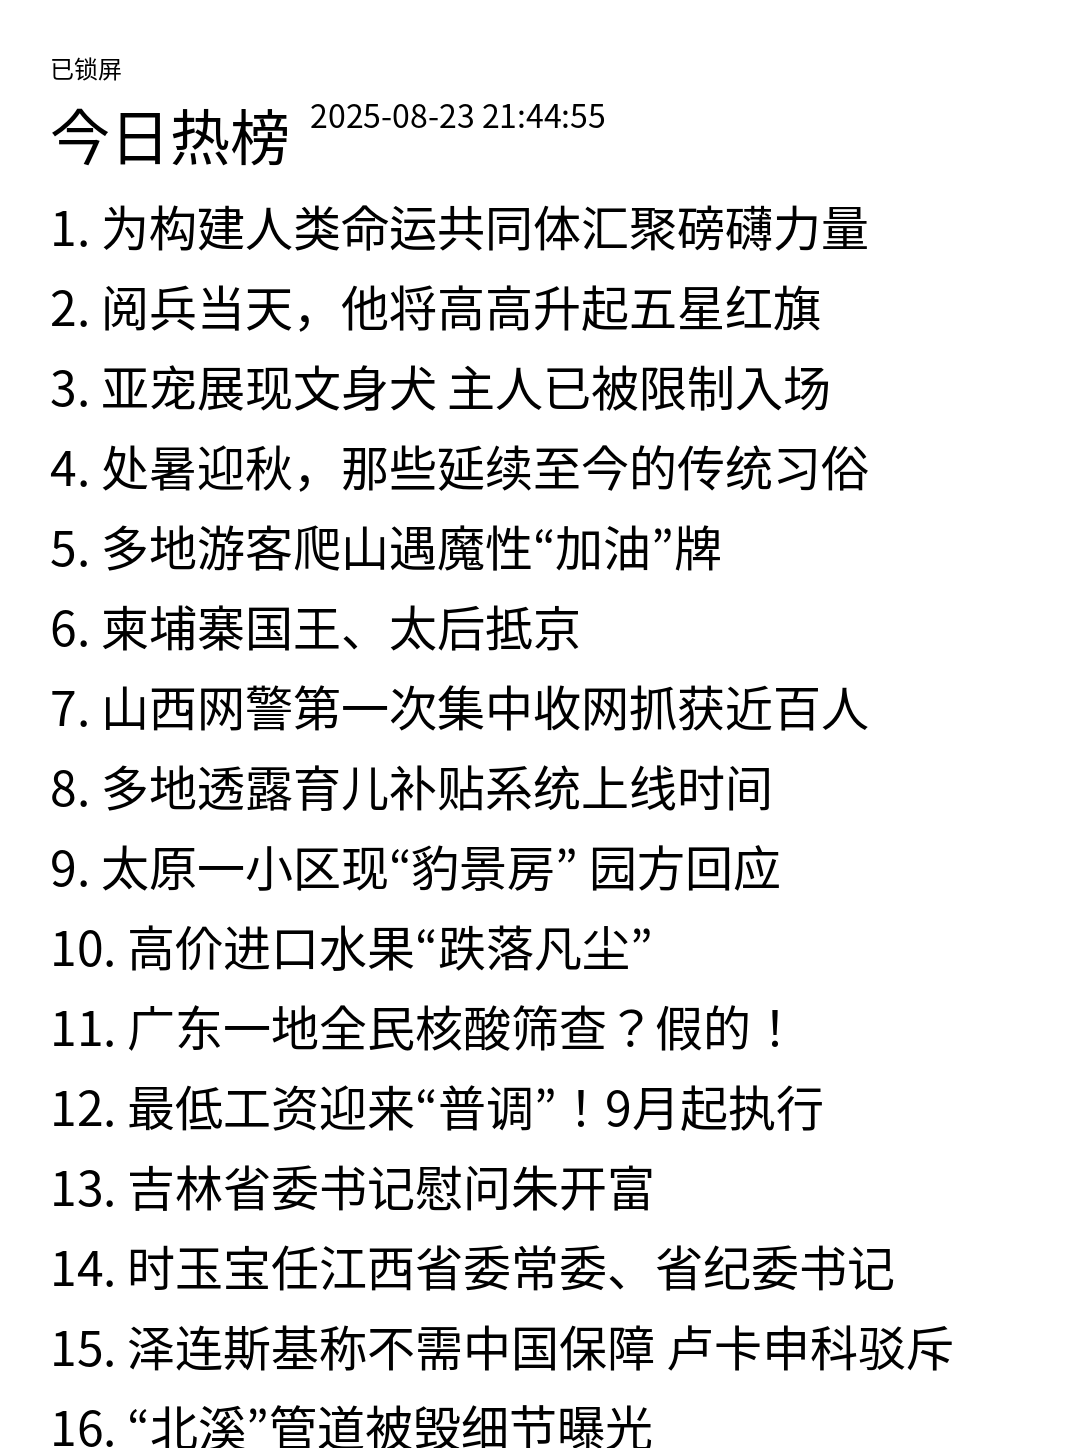 已锁屏
今日热榜 2025-08-23 21:44:55
1. 为构建人类命运共同体汇聚磅礴力量
2. 阅兵当天，他将高高升起五星红旗
3. 亚宠展现文身犬 主人已被限制入场
4. 处暑迎秋，那些延续至今的传统习俗
5. 多地游客爬山遇魔性“加油”牌
6. 柬埔寨国王、太后抵京
7. 山西网警第一次集中收网抓获近百人
8. 多地透露育儿补贴系统上线时间
9. 太原一小区现“豹景房” 园方回应
10. 高价进口水果“跌落凡尘”
11. 广东一地全民核酸筛查？假的！
12. 最低工资迎来“普调”！9月起执行
13. 吉林省委书记慰问朱开富
14. 时玉宝任江西省委常委、省纪委书记
15. 泽连斯基称不需中国保障 卢卡申科驳斥
16. “北溪”管道被毁细节曝光